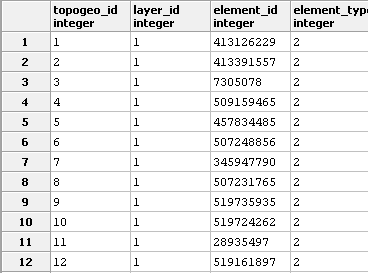 topogeo_id layer_id element_id element_type
integer integer integer integer
1 1 1 413126229 2
2 2 1 413391557 2
3 3 1 7305078 2
4 4 1 509159465 2
5 5 1 457834485 2
6 6 1 507248856 2
7 7 1 345947790 2
8 8 1 507231765 2
9 9 1 519735935 2
10 10 1 519724262 2
11 11 1 28935497 2
12 12 1 519161897 2